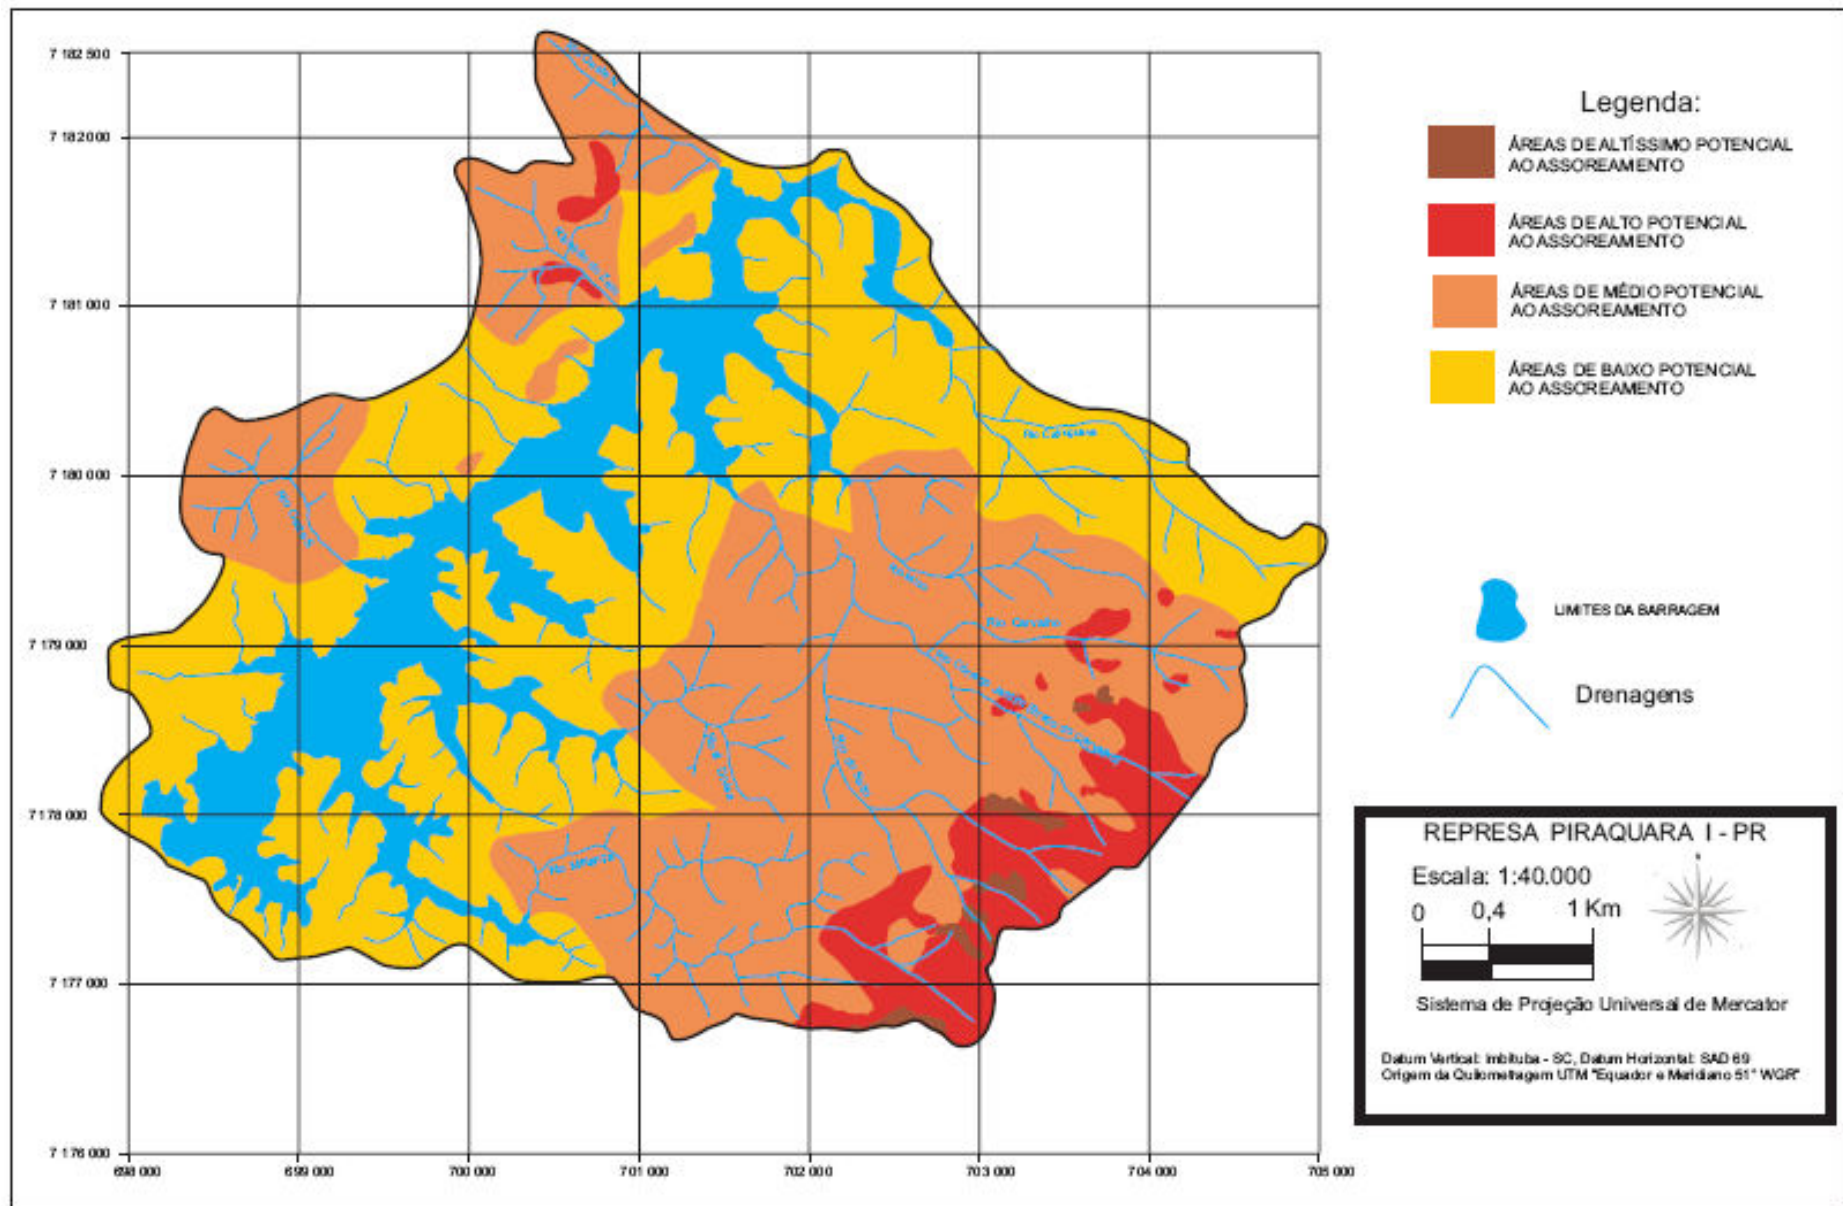 7 182 500
7 182 000
7 181 000
7 180 000
7 179 000
7 178 000
7 177 000
7 176 000
698 000
699 000
700 000
701 000
702 000
703 000
704 000
705 000
Rio Carvalho
Legenda:
ÁREAS DE ALTÍSSIMO POTENCIAL
AO ASSOREAMENTO
ÁREAS DE ALTO POTENCIAL
AO ASSOREAMENTO
ÁREAS DE MÉDIO POTENCIAL
AO ASSOREAMENTO
ÁREAS DE BAIXO POTENCIAL
AO ASSOREAMENTO
LIMITES DA BARRAGEM
Drenagens
REPRESA PIRAQUARA I - PR
Escala: 1:40.000
0 0,4 1 Km
Sistema de Projeção Universal de Mercator
Datum Vertical: Imbituba - SC, Datum Horizontal: SAD 69
Origem da Quilometragem UTM "Equador e Meridiano 51° WGR"